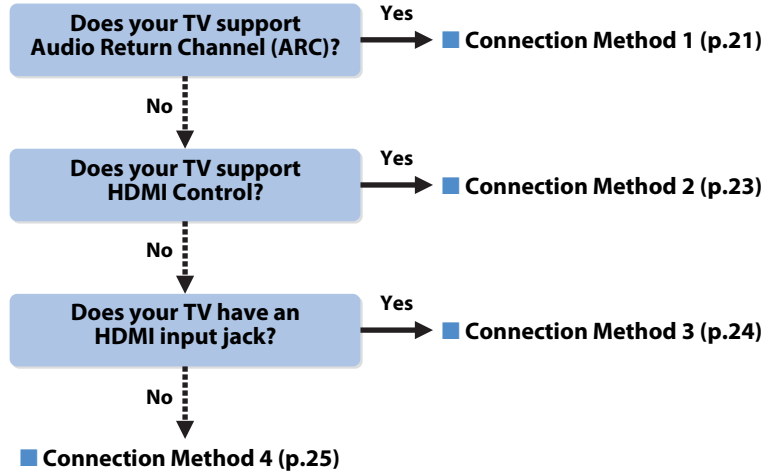 Does your TV support
Audio Return Channel (ARC)?
Yes
■ Connection Method 1 (p.21)
No
Does your TV support
HDMI Control?
Yes
■ Connection Method 2 (p.23)
No
Does your TV have an
HDMI input jack?
Yes
■ Connection Method 3 (p.24)
No
■ Connection Method 4 (p.25)